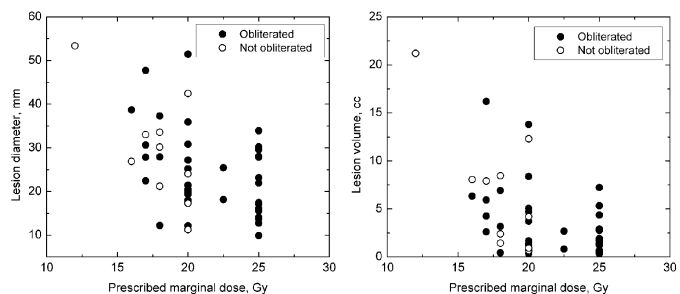 60
50
40
30
20
10
10
15
20
25
30
Lesion diameter, mm
Prescribed marginal dose, Gy
Obliterated
Not obliterated
25
20
15
10
5
0
10
15
20
25
30
Lesion volume, cc
Prescribed marginal dose, Gy
Obliterated
Not obliterated